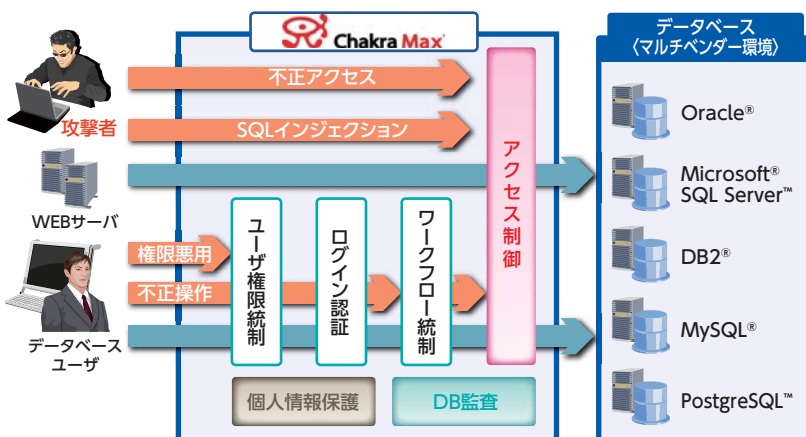 Chakra Max
データベース
〈マルチベンダー環境〉
不正アクセス
攻撃者
SQLインジェクション
アクセス制御
WEBサーバ
権限悪用
不正操作
ユーザ権限統制
ログイン認証
ワークフロー統制
データベース
ユーザ
個人情報保護
DB監査
Oracle®
Microsoft®
SQL Server™
DB2®
MySQL®
PostgreSQL™